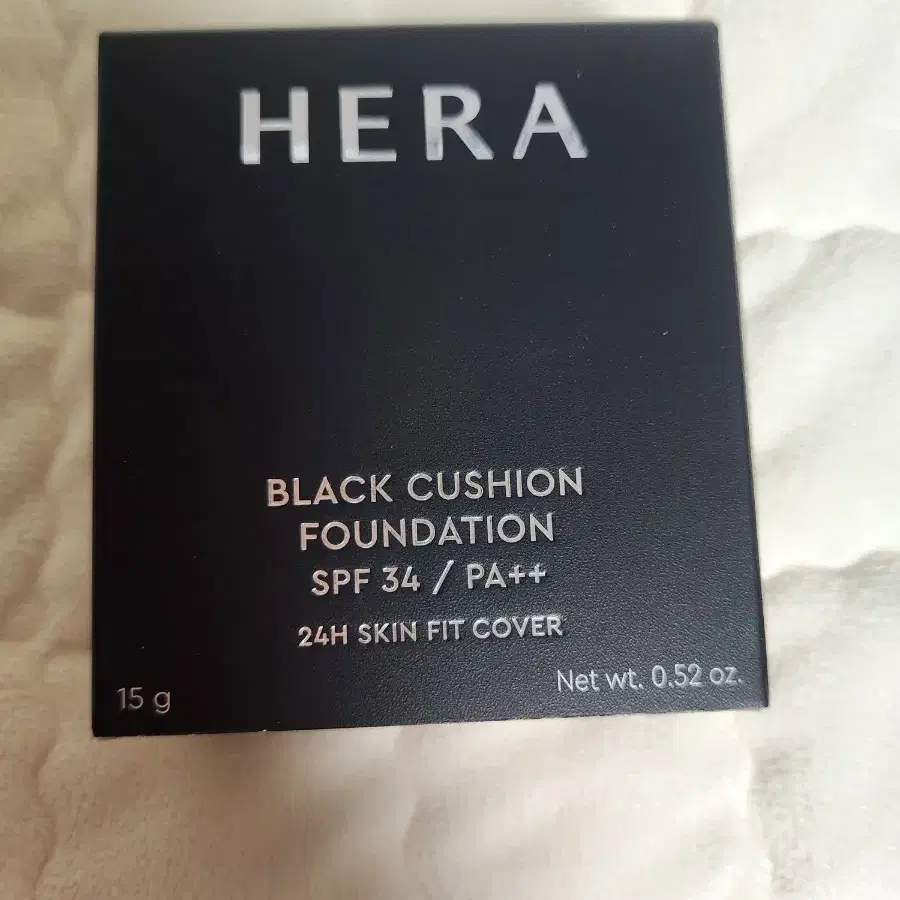 HERA
BLACK CUSHION
FOUNDATION
SPF 34 / PA++
24H SKIN FIT COVER
15 g
Net wt. 0.52 oz.